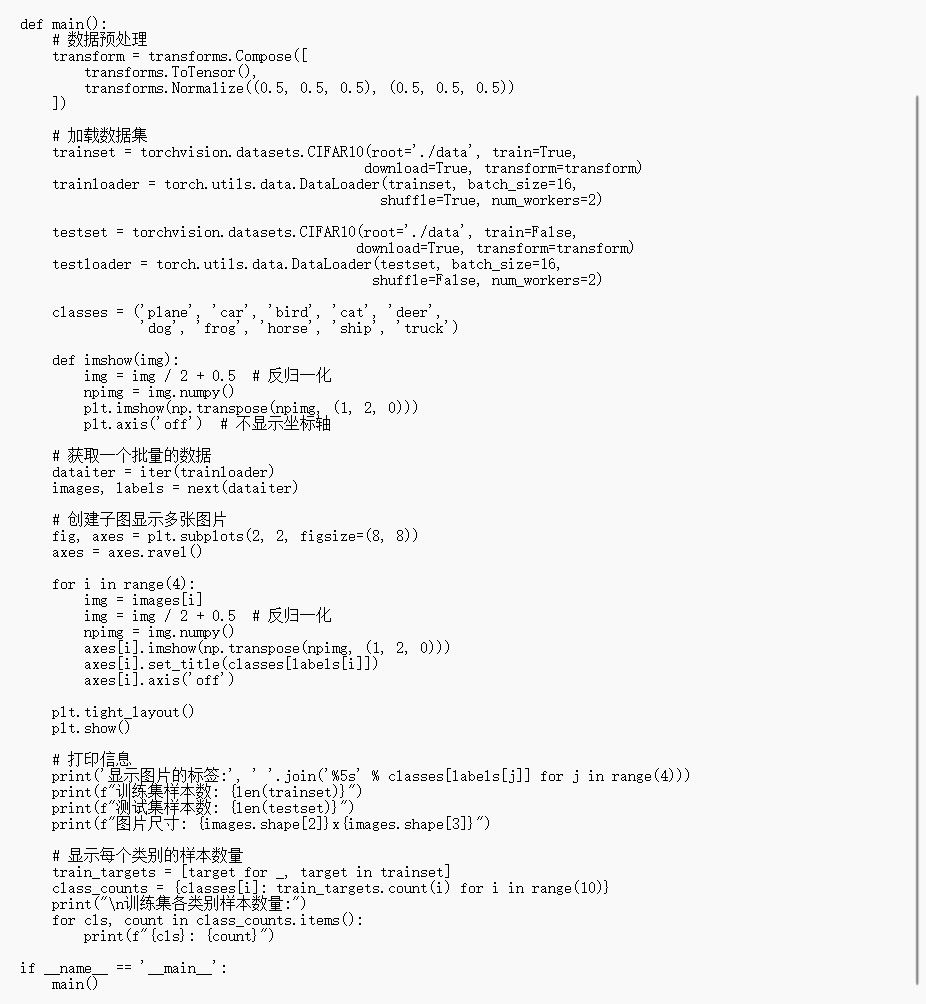 def main():
    # 数据预处理
    transform = transforms.Compose([
        transforms.ToTensor(),
        transforms.Normalize((0.5, 0.5, 0.5), (0.5, 0.5, 0.5))
    ])

    # 加载数据集
    trainset = torchvision.datasets.CIFAR10(root='./data', train=True,
                                           download=True, transform=transform)
    trainloader = torch.utils.data.DataLoader(trainset, batch_size=16,
                                             shuffle=True, num_workers=2)

    testset = torchvision.datasets.CIFAR10(root='./data', train=False,
                                          download=True, transform=transform)
    testloader = torch.utils.data.DataLoader(testset, batch_size=16,
                                            shuffle=False, num_workers=2)

    classes = ('plane', 'car', 'bird', 'cat', 'deer',
               'dog', 'frog', 'horse', 'ship', 'truck')

    def imshow(img):
        img = img / 2 + 0.5  # 反归一化
        npimg = img.numpy()
        plt.imshow(np.transpose(npimg, (1, 2, 0)))
        plt.axis('off')  # 不显示坐标轴

    # 获取一个批量的数据
    dataiter = iter(trainloader)
    images, labels = next(dataiter)

    # 创建子图显示多张图片
    fig, axes = plt.subplots(2, 2, figsize=(8, 8))
    axes = axes.ravel()

    for i in range(4):
        img = images[i]
        img = img / 2 + 0.5  # 反归一化
        npimg = img.numpy()
        axes[i].imshow(np.transpose(npimg, (1, 2, 0)))
        axes[i].set_title(classes[labels[i]])
        axes[i].axis('off')

    plt.tight_layout()
    plt.show()

    # 打印信息
    print('显示图片的标签:', ' '.join('%5s' % classes[labels[j]] for j in range(4)))
    print(f"训练集样本数: {len(trainset)}")
    print(f"测试集样本数: {len(testset)}")
    print(f"图片尺寸: {images.shape[2]}x{images.shape[3]}")

    # 显示每个类别的样本数量
    train_targets = [target for _, target in trainset]
    class_counts = {classes[i]: train_targets.count(i) for i in range(10)}
    print("\n训练集各类别样本数量:")
    for cls, count in class_counts.items():
        print(f"{cls}: {count}")

if __name__ == '__main__':
    main()